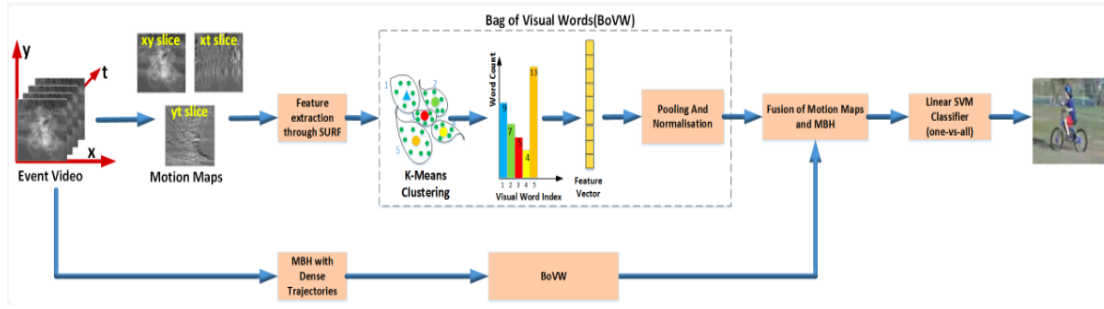 Bag of Visual Words(BoVW)
y
t
x
Event Video
xy slice
xt slice
yt slice
Motion Maps
Feature
extraction
through SURF
1
2
5
K-Means
Clustering
Word Count
7
4
13
1 2 3 4 5
Visual Word Index
Feature
Vector
Pooling And
Normalisation
Fusion of Motion Maps
and MBH
Linear SVM
Classifier
(one-vs-all)
MBH with
Dense
Trajectories
BoVW